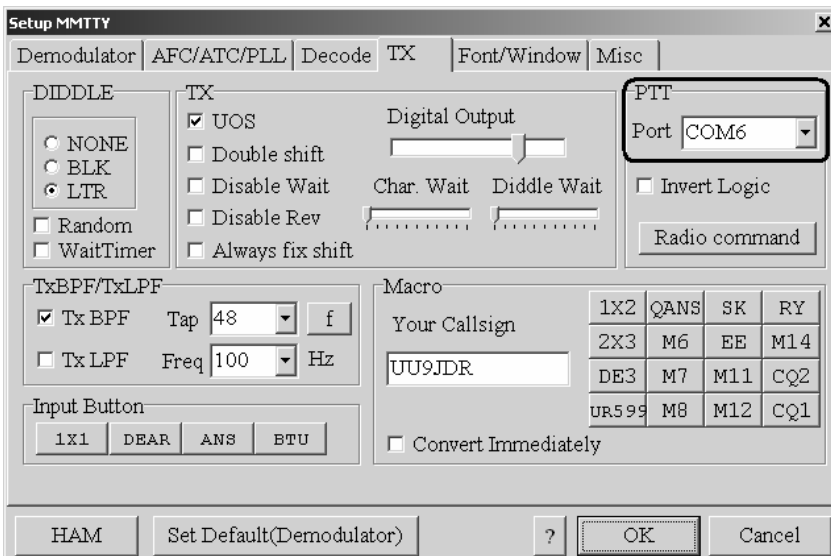 Setup MMTTY
Demodulator AFC/ATC/PLL Decode TX Font/Window Misc
DIDDLE
NONE
BLK
LTR
Random
WaitTimer
TX
UOS
Double shift
Disable Wait
Disable Rev
Always fix shift
Digital Output
Char. Wait Diddle Wait
PTT
Port COM6
Invert Logic
Radio command
TxBPF/TxLPF
Tx BPF Tap 48 f
Tx LPF Freq 100 Hz
Input Button
1X1 DEAR ANS BTU
Macro
Your Callsign
UU9JDR
Convert Immediately
1X2 QANS SK RY
2X3 M6 EE M14
DE3 M7 M11 CQ2
UR599 M8 M12 CQ1
HAM Set Default(Demodulator) ? OK Cancel